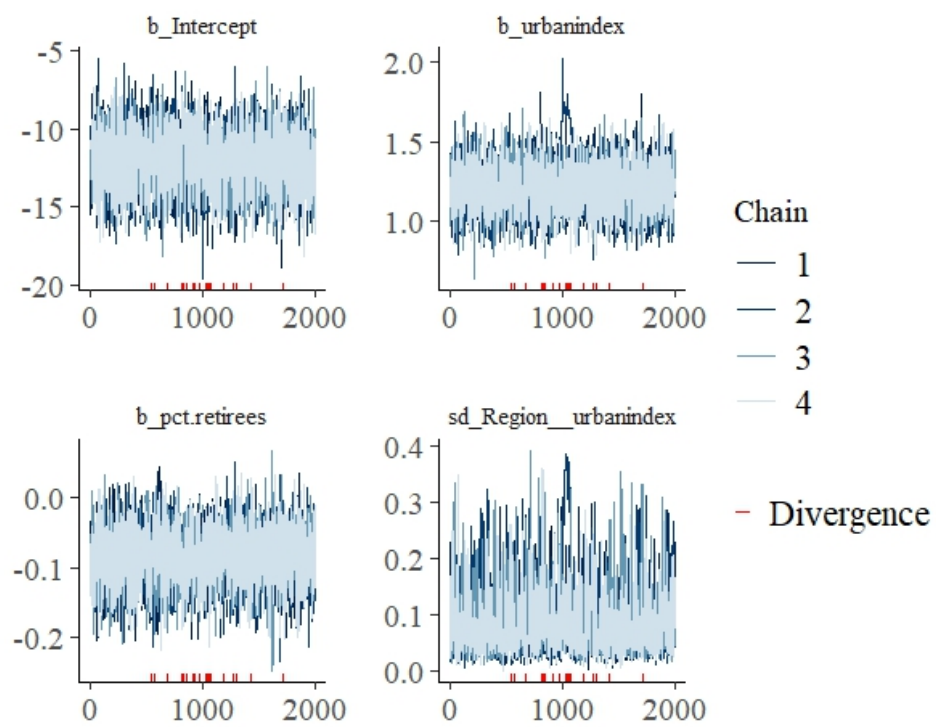 b_Intercept
-5
-10
-15
-20
0 1000 2000
b_urbanindex
2.0
1.5
1.0
0 1000 2000
b_pct.retirees
0.0
-0.1
-0.2
0 1000 2000
sd_Region__urbanindex
0.4
0.3
0.2
0.1
0.0
0 1000 2000
Chain
1
2
3
4
Divergence